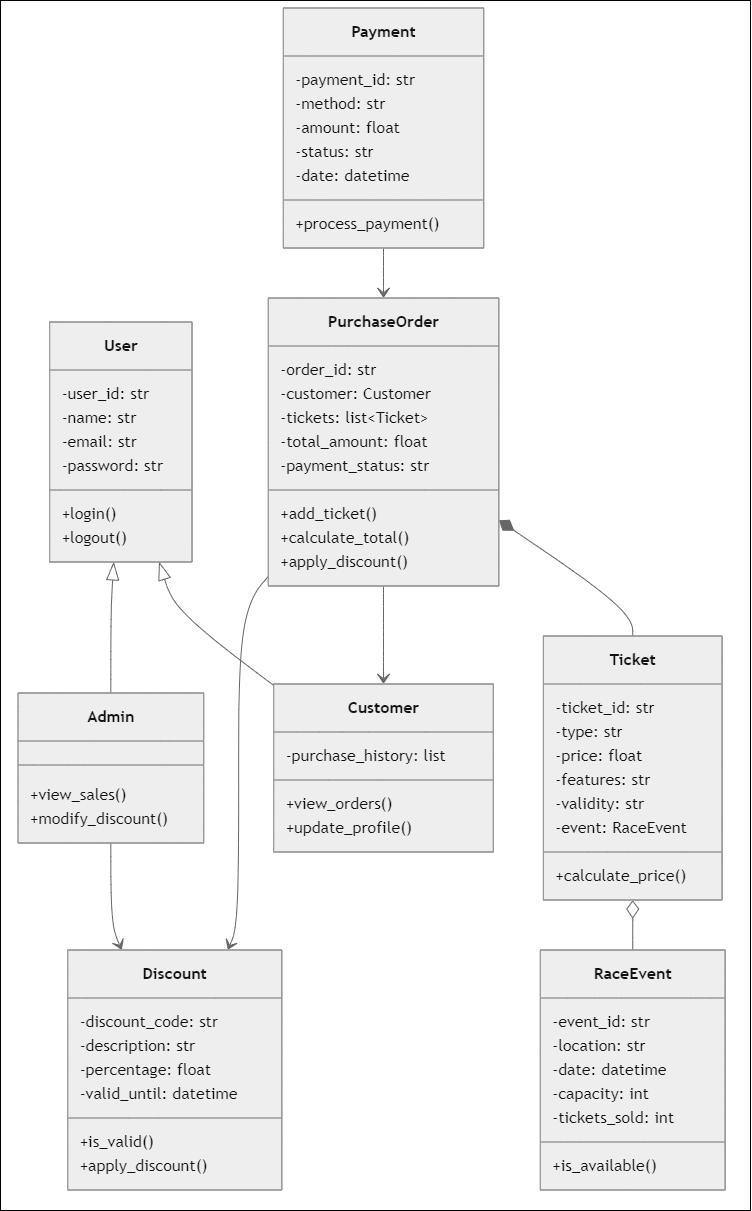 Payment
-payment_id: str
-method: str
-amount: float
-status: str
-date: datetime
+process_payment()
PurchaseOrder
-order_id: str
-customer: Customer
-tickets: list<Ticket>
-total_amount: float
-payment_status: str
+add_ticket()
+calculate_total()
+apply_discount()
User
-user_id: str
-name: str
-email: str
-password: str
+login()
+logout()
Admin
+view_sales()
+modify_discount()
Customer
-purchase_history: list
+view_orders()
+update_profile()
Ticket
-ticket_id: str
-type: str
-price: float
-features: str
-validity: str
-event: RaceEvent
+calculate_price()
Discount
-discount_code: str
-description: str
-percentage: float
-valid_until: datetime
+is_valid()
+apply_discount()
RaceEvent
-event_id: str
-location: str
-date: datetime
-capacity: int
-tickets_sold: int
+is_available()